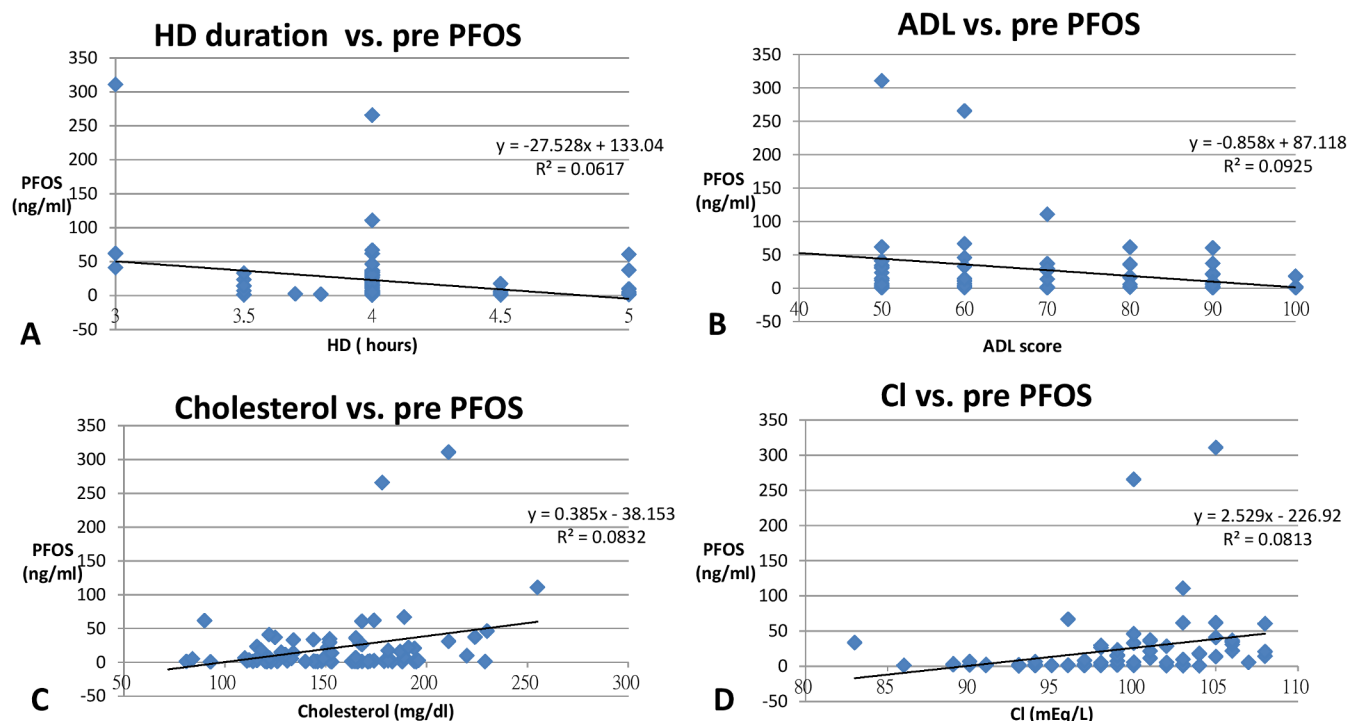 A
HD duration vs. pre PFOS
350
300
250
200
150
100
50
0
-50
PFOS
(ng/ml)
y = -27.528x + 133.04
R² = 0.0617
3
3.5
4
4.5
5
HD ( hours)
B
ADL vs. pre PFOS
350
300
250
200
150
100
50
0
-50
PFOS
(ng/ml)
y = -0.858x + 87.118
R² = 0.0925
40
50
60
70
80
90
100
ADL score
C
Cholesterol vs. pre PFOS
350
300
250
200
150
100
50
0
-50
PFOS
(ng/ml)
y = 0.385x - 38.153
R² = 0.0832
50
100
150
200
250
300
Cholesterol (mg/dl)
D
Cl vs. pre PFOS
350
300
250
200
150
100
50
0
-50
PFOS
(ng/ml)
y = 2.529x - 226.92
R² = 0.0813
80
85
90
95
100
105
110
Cl (mEq/L)